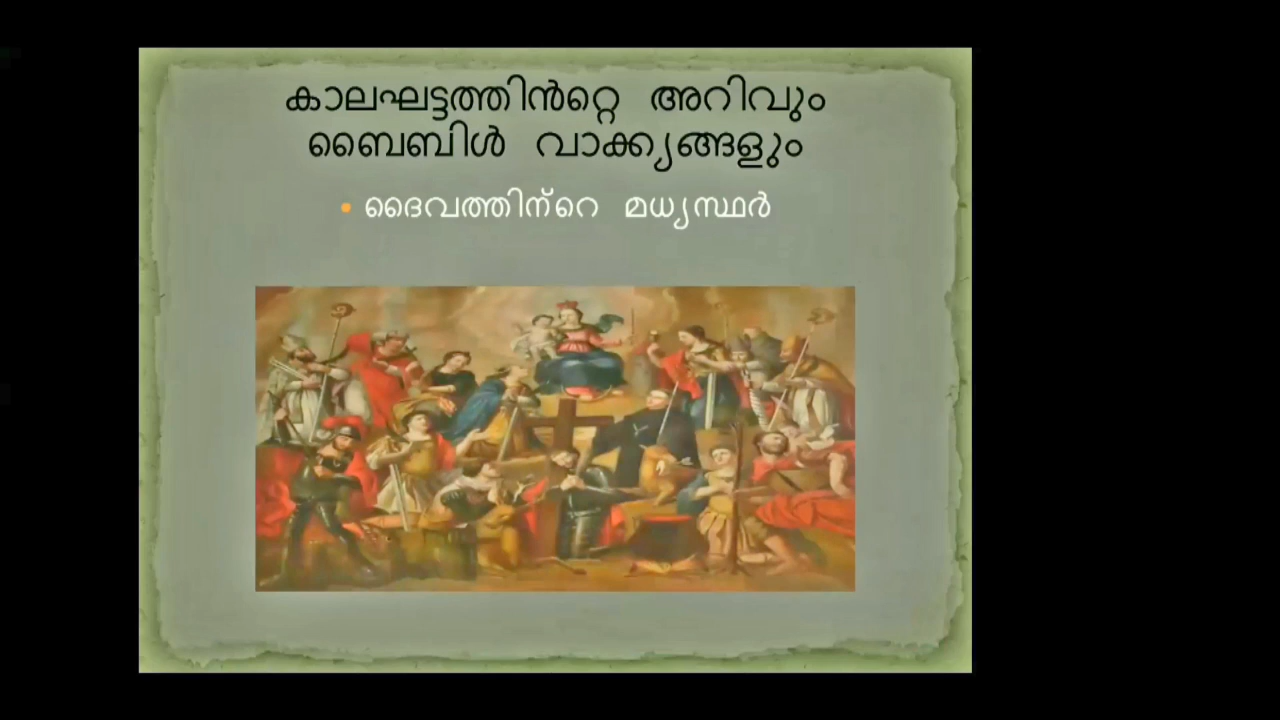 കാലഘട്ടത്തിൻറ്റെ അറിവും
ബൈബിൾ വാക്ക്യങ്ങളും
• ദൈവത്തിന്റെ മധ്യസ്ഥർ